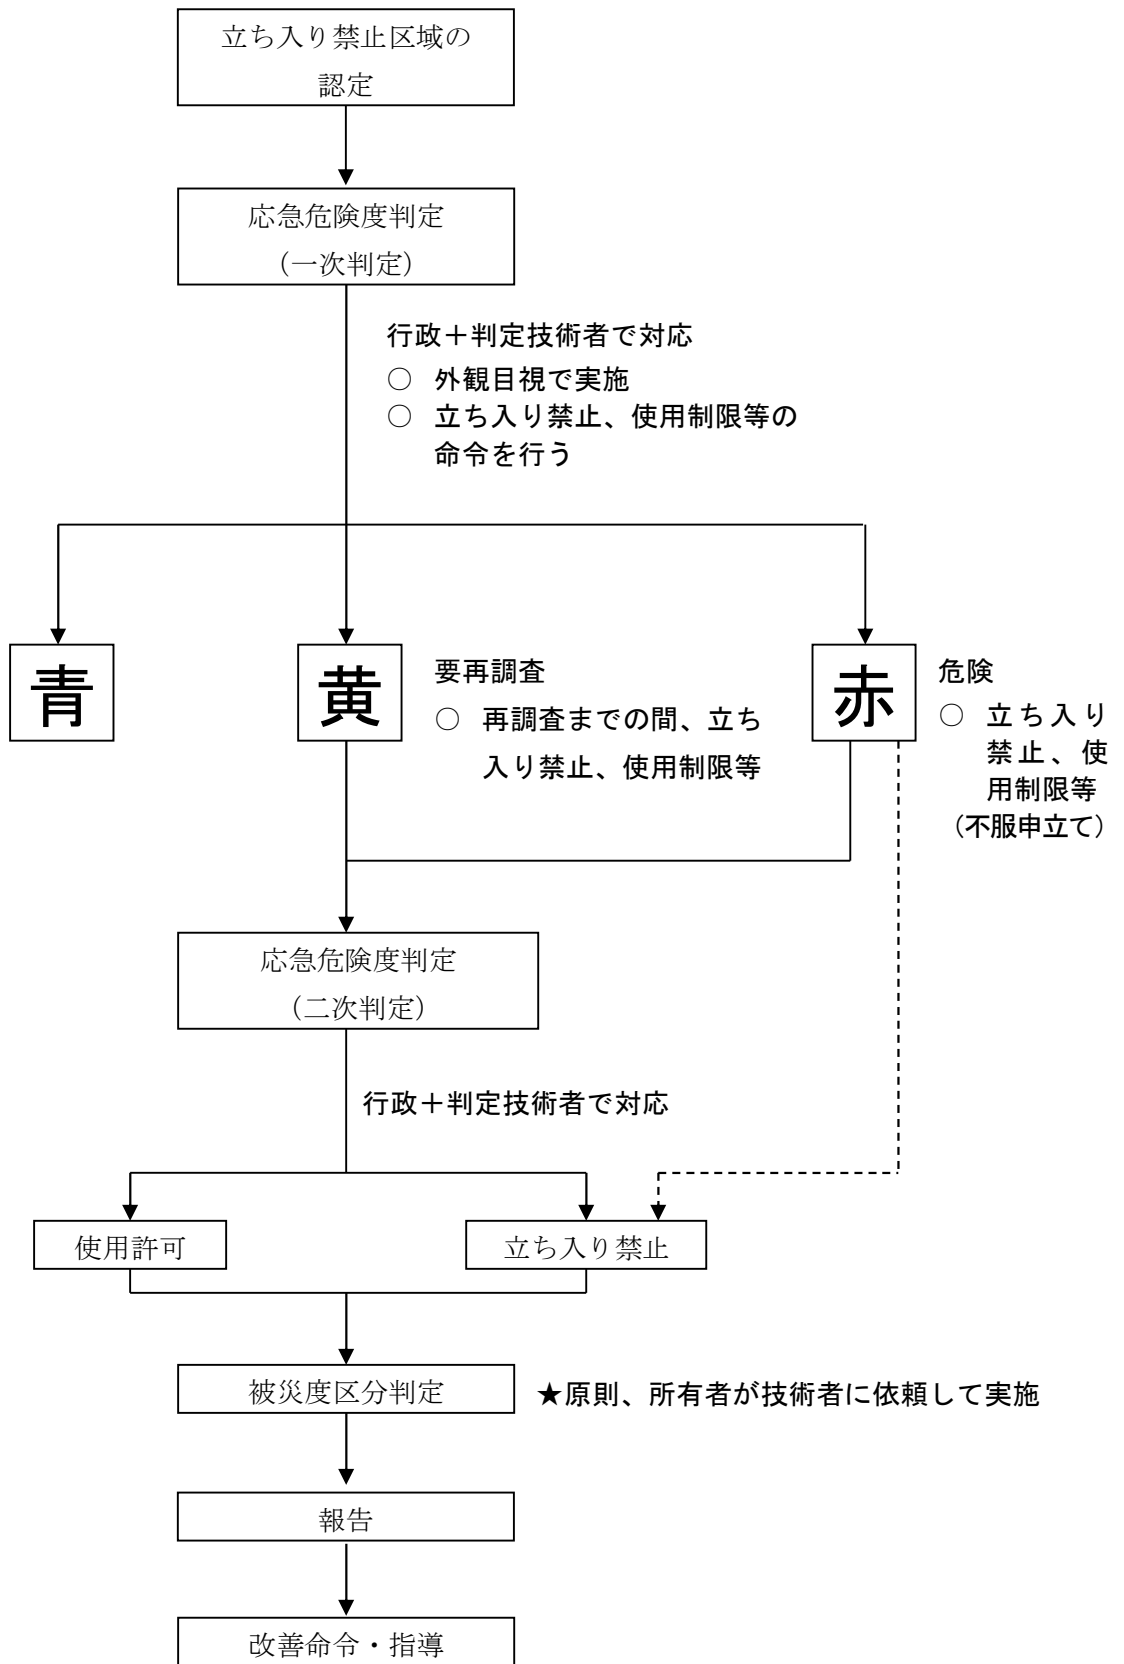 立ち入り禁止区域の
認定
応急危険度判定
（一次判定）
行政＋判定技術者で対応
○ 外観目視で実施
○ 立ち入り禁止、使用制限等の
命令を行う
青
黄
要再調査
○ 再調査までの間、立ち
入り禁止、使用制限等
赤
危険
○ 立ち入り
禁止、使
用制限等
（不服申立て）
応急危険度判定
（二次判定）
行政＋判定技術者で対応
使用許可
立ち入り禁止
被災度区分判定
★原則、所有者が技術者に依頼して実施
報告
改善命令・指導